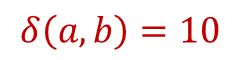 δ(a, b) = 10